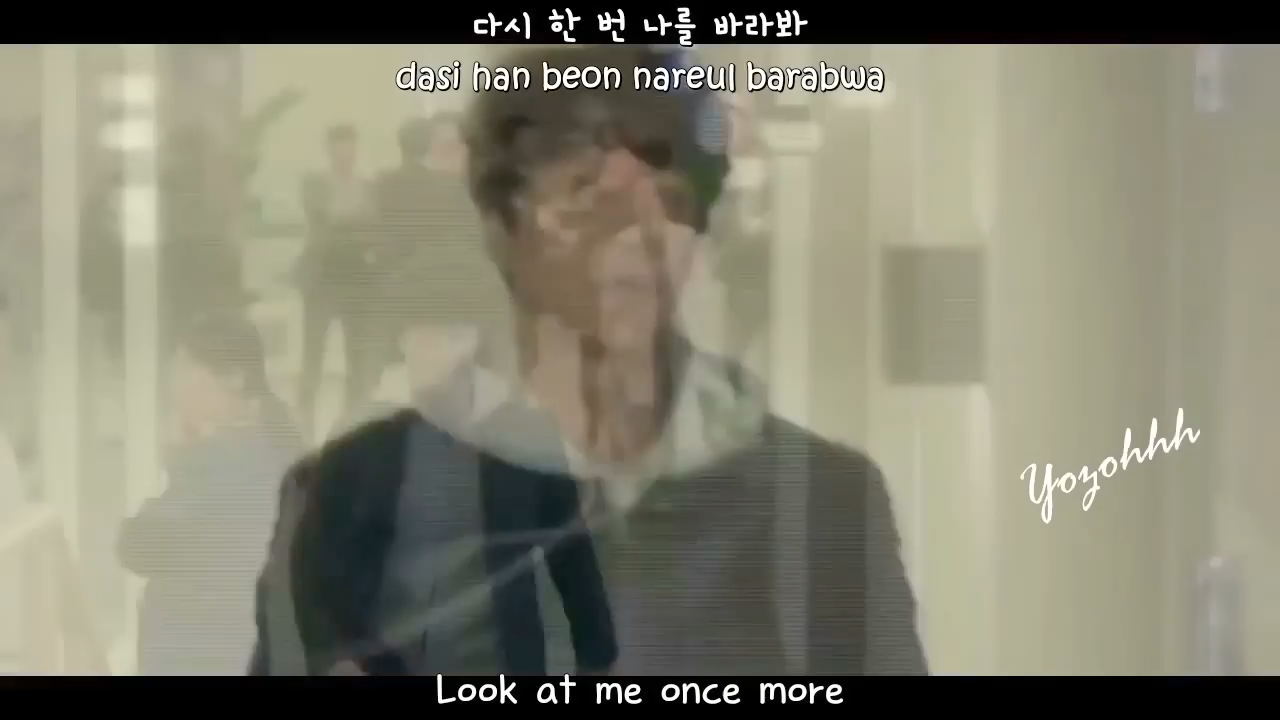 다시 한 번 나를 바라봐
dasi han beon nareul barabwa
Yozohhh
Look at me once more